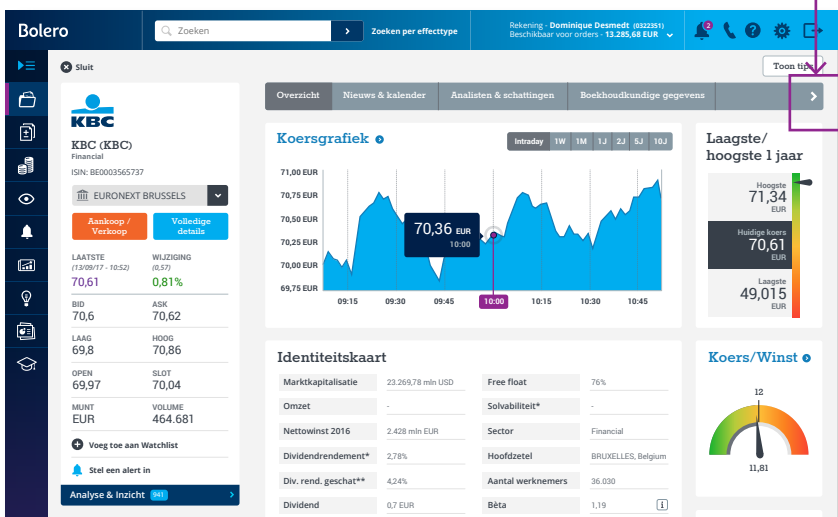 Bolero
Zoeken
Zoeken per effecttype
Rekening - Dominique Desmedt (0322351)
Beschikbaar voor orders - 13.285,68 EUR
2
Sluit
Toon tips
KBC
KBC (KBC)
Financial
ISIN: BE0003565737
EURONEXT BRUSSELS
Aankoop / Verkoop
Volledige details
LAATSTE WIJZIGING
(13/09/17 - 10:52) (0,57)
70,61 0,81%
BID ASK
70,6 70,62
LAAG HOOG
69,8 70,86
OPEN SLOT
69,97 70,04
MUNT VOLUME
EUR 464.681
Voeg toe aan Watchlist
Stel een alert in
Analyse & Inzicht 941
Overzicht Nieuws & kalender Analisten & schattingen Boekhoudkundige gegevens
Koersgrafiek
Intraday 1W 1M 1J 2J 5J 10J
71,00 EUR
70,75 EUR
70,50 EUR
70,25 EUR
70,00 EUR
69,75 EUR
70,36 EUR
10:00
09:15 09:30 09:45 10:00 10:15 10:30 10:45
Laagste/
hoogste 1 jaar
Hoogste
71,34
EUR
Huidige koers
70,61
EUR
Laagste
49,015
EUR
Identiteitskaart
Marktkapitalisatie 23.269,78 mln USD Free float 76%
Omzet - Solvabiliteit* -
Nettowinst 2016 2.428 mln EUR Sector Financial
Dividendrendement* 2,78% Hoofdzetel BRUXELLES, Belgium
Div. rend. geschat** 4,24% Aantal werknemers 36.030
Dividend 0,7 EUR Bèta 1,19 i
Koers/Winst
12
11,81